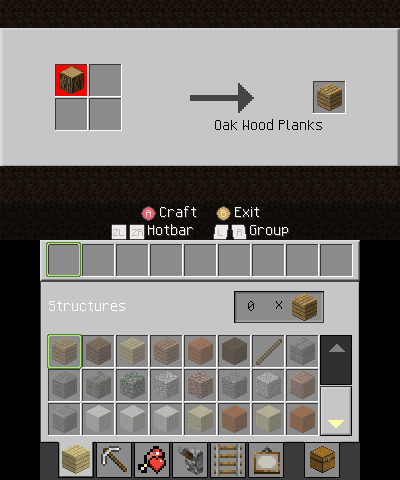 Oak Wood Planks
A Craft B Exit
ZL ZR Hotbar L R Group
Structures 0 X